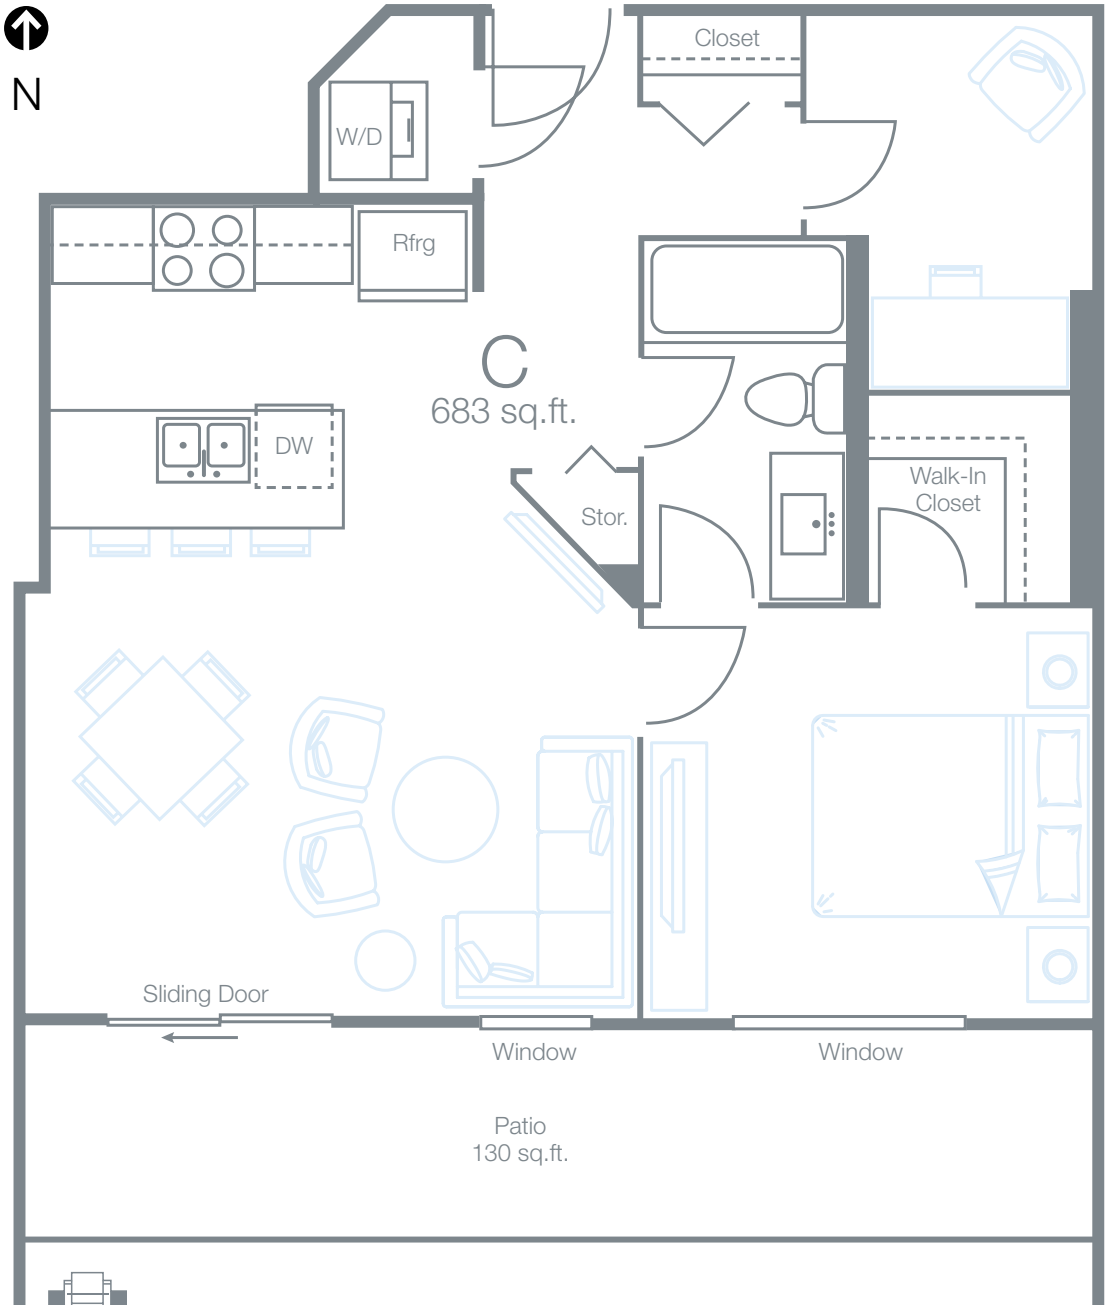 N
Closet
W/D
Rfrg
C
683 sq.ft.
DW
Walk-In
Closet
Stor.
Sliding Door
Window
Window
Patio
130 sq.ft.